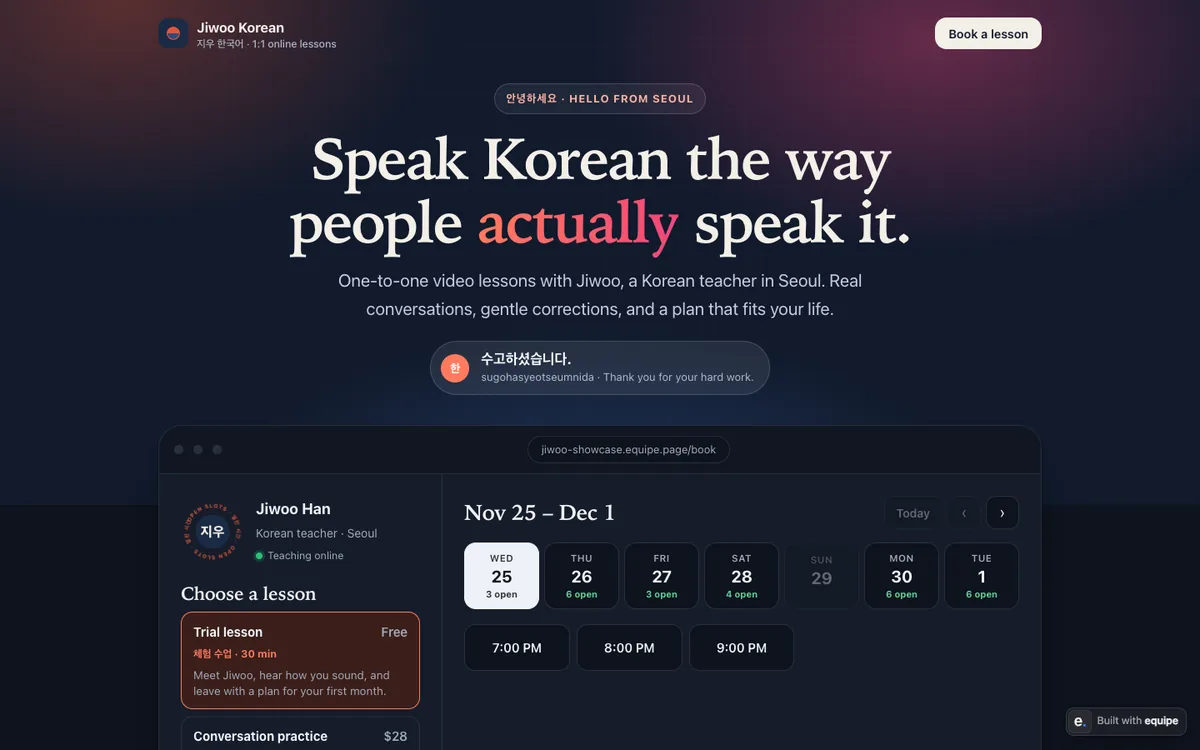 Jiwoo Korean
지우 한국어 · 1:1 online lessons
Book a lesson
안녕하세요 · HELLO FROM SEOUL
Speak Korean the way
people actually speak it.
One-to-one video lessons with Jiwoo, a Korean teacher in Seoul. Real
conversations, gentle corrections, and a plan that fits your life.
한
수고하셨습니다.
sugohasyeotseumnida · Thank you for your hard work.
jiwoo-showcase.equipe.page/book
지우
OPEN SLOTS
OPEN SLOTS
Jiwoo Han
Korean teacher · Seoul
Teaching online
Choose a lesson
Trial lesson
Free
체험 수업 · 30 min
Meet Jiwoo, hear how you sound, and
leave with a plan for your first month.
Conversation practice
$28
Nov 25 – Dec 1
Today
‹
›
WED
25
3 open
THU
26
6 open
FRI
27
3 open
SAT
28
4 open
SUN
29
MON
30
6 open
TUE
1
6 open
7:00 PM
8:00 PM
9:00 PM
e.
Built with equipe